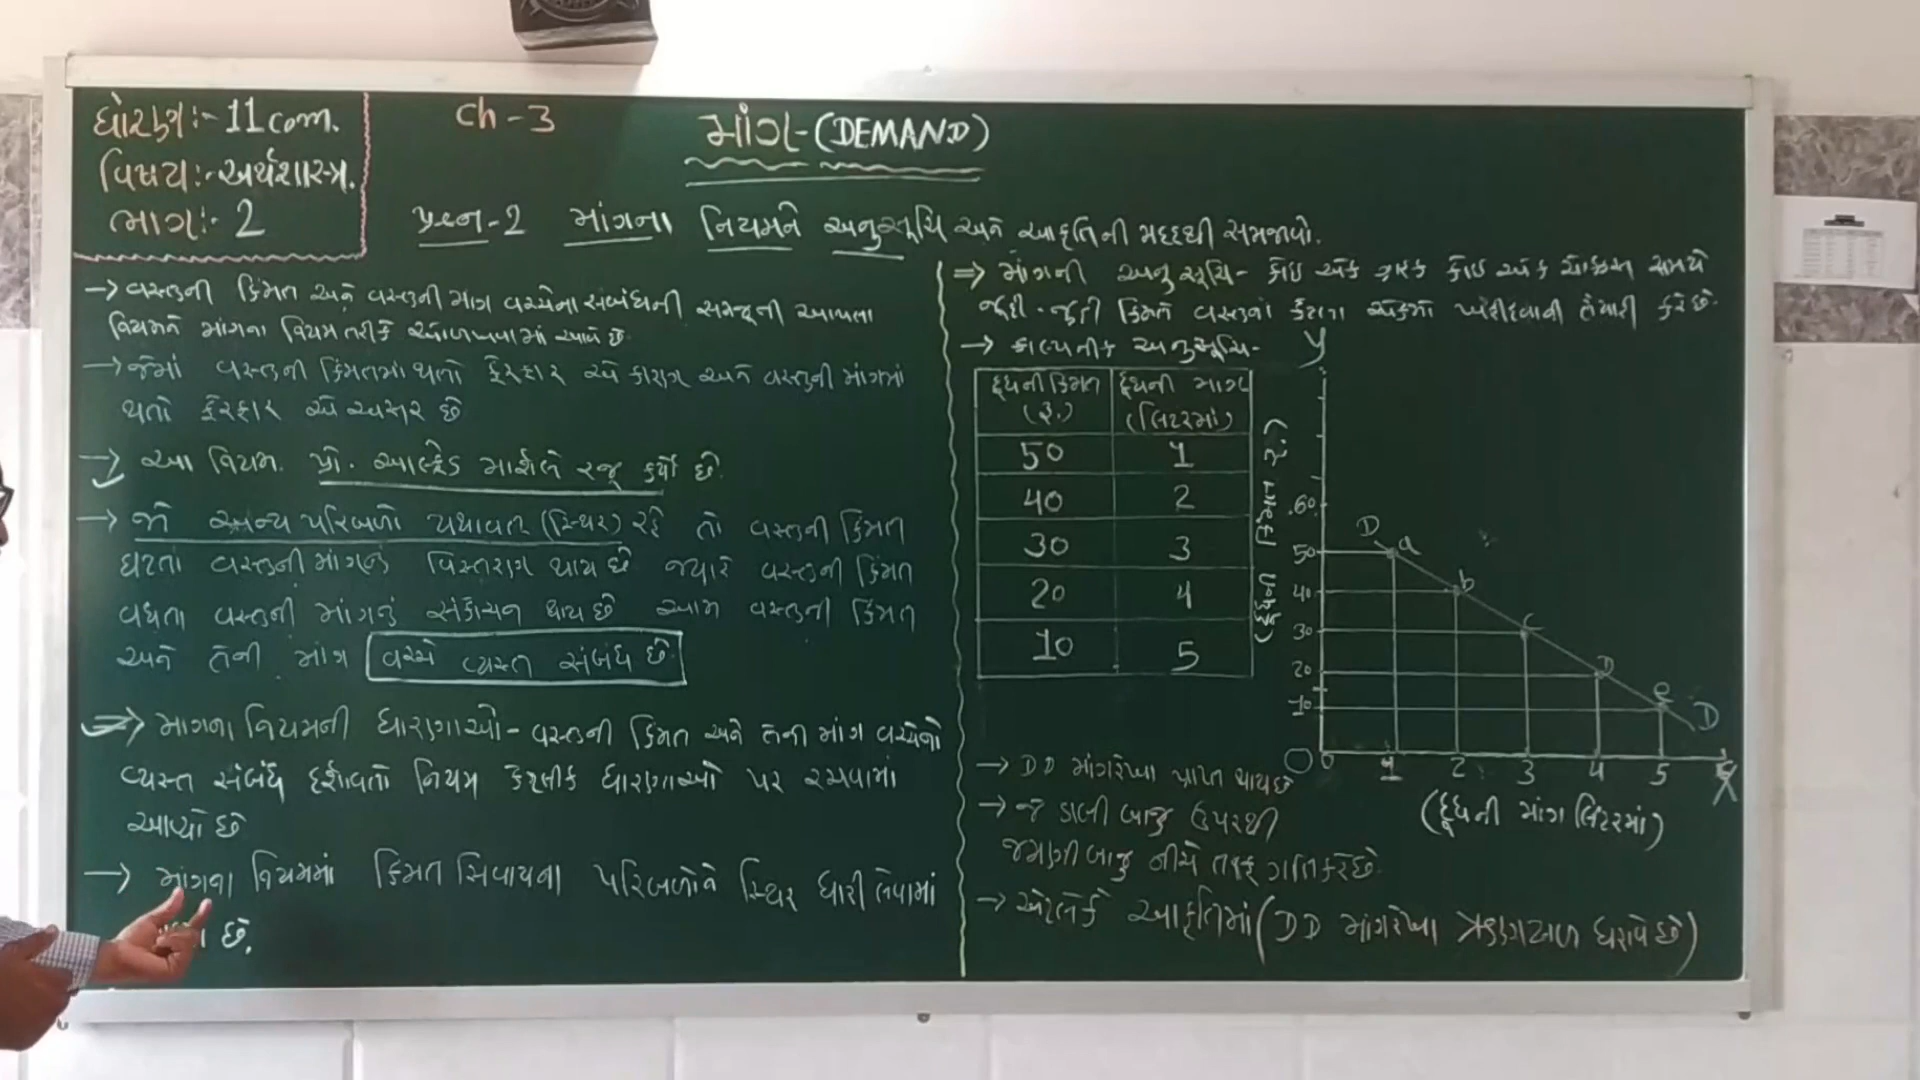 ધોરણ:- 11 com.
વિષય:- અર્થશાસ્ત્ર.
ભાગ:- 2
ch - 3
માંગ - (DEMAND)
પ્રશ્ન-2 માંગના નિયમને અનુસૂચિ અને આકૃતિની મદદથી સમજાવો.
→ વસ્તુની કિંમત અને વસ્તુની માંગ વચ્ચેના સંબંધની સમજૂની આપતા
નિયમને માંગના નિયમ તરીકે ઓળખવામાં આવે છે
→ જેમાં વસ્તુની કિંમતમાં થતો ફેરફાર એ કારણ અને વસ્તુની માંગમાં
થતો ફેરફાર એ અસર છે
→ આ નિયમ. પ્રો. આલ્ફ્રેડ માર્શલે રજૂ કર્યો છે.
→ જો અન્ય પરિબળો યથાવત (સ્થિર) રહે તો વસ્તુની કિંમત
ઘટતા વસ્તુની માંગનું વિસ્તરણ થાય છે જ્યારે વસ્તુની કિંમત
વધતા વસ્તુની માંગનું સંકોચન થાય છે આમ વસ્તુની કિંમત
અને તેની માંગ વચ્ચે વ્યસ્ત સંબંધ છે.
⇒ માંગના નિયમની ધારણાઓ - વસ્તુની કિંમત અને તેની માંગ વચ્ચેનો
વ્યસ્ત સંબંધ દર્શાવતો નિયમ કેટલીક ધારણાઓ પર રચવામાં
આવ્યો છે
→ માંગના નિયમમાં કિંમત સિવાયના પરિબળોને સ્થિર ધારી લેવામાં
છે.
⇒ માંગની અનુસૂચિ - કોઈ એક ગ્રાહક કોઈ એક ચોક્કસ સમયે
જૂદી-જૂદી કિંમતે વસ્તુના કેટલા એકમો ખરીદવાની તૈયારી કરે છે.
→ કાલ્પનીક અનુસૂચિ-
દૂધની કિંમત (રૂ.) દૂધની માંગ (લિટરમાં)
50 1
40 2
30 3
20 4
10 5
y
60
D a
50
b
40
c
30
D
20
e
10
D
O 0 1 2 3 4 5 X
(દૂધની માંગ લિટરમાં)
→ DD માંગરેખા પ્રાપ્ત થાય છે
→ જે ડાબી બાજુ ઉપરથી
જમણી બાજુ નીચે તરફ ગતિ કરે છે.
→ એટલેકે આકૃતિમાં (DD માંગરેખા ઋણઢાળ ધરાવે છે)